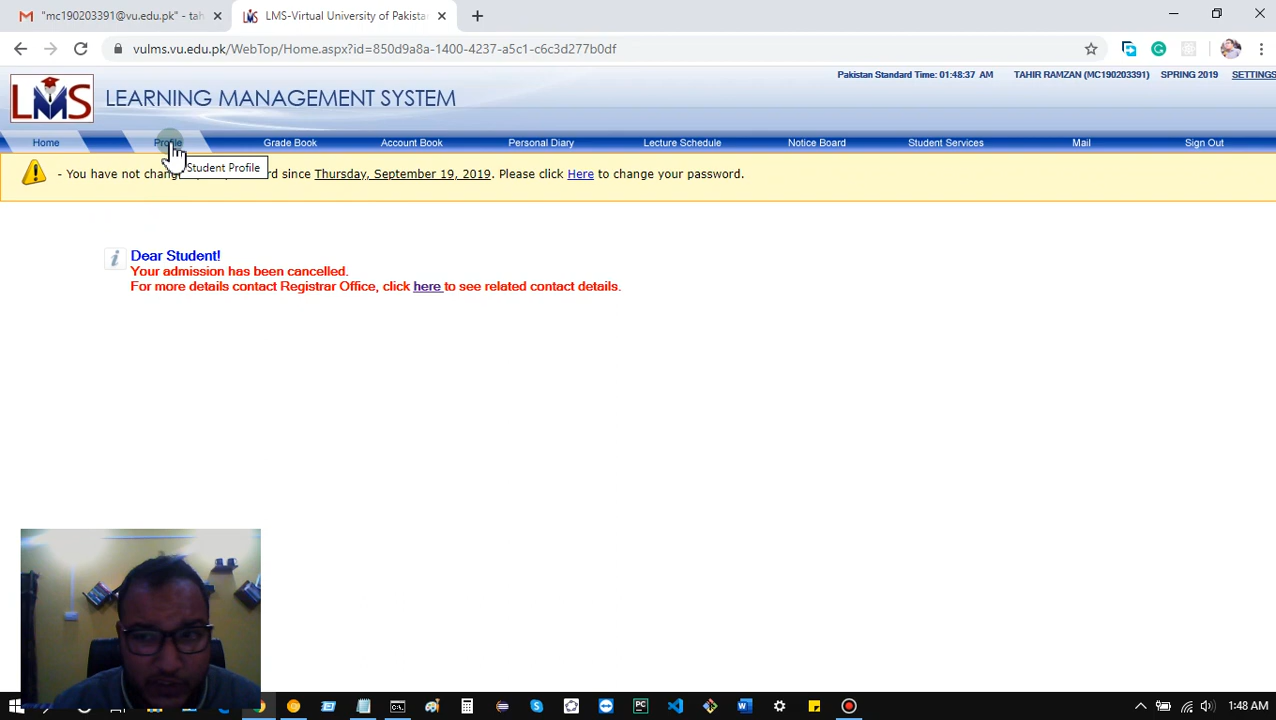 "mc190203391@vu.edu.pk" - tah
LMS-Virtual University of Pakistan
vulms.vu.edu.pk/WebTop/Home.aspx?id=850d9a8a-1400-4237-a5c1-c6c3d277b0df
Pakistan Standard Time: 01:48:37 AM TAHIR RAMZAN (MC190203391) SPRING 2019 SETTINGS
LMS LEARNING MANAGEMENT SYSTEM
Home Profile Grade Book Account Book Personal Diary Lecture Schedule Notice Board Student Services Mail Sign Out
Student Profile
- You have not since Thursday, September 19, 2019. Please click Here to change your password.
Dear Student!
Your admission has been cancelled.
For more details contact Registrar Office, click here to see related contact details.
1:48 AM